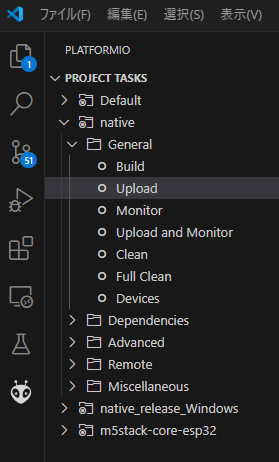 ファイル(F) 編集(E) 選択(S) 表示(V)
PLATFORMIO
PROJECT TASKS
Default
native
General
Build
Upload
Monitor
Upload and Monitor
Clean
Full Clean
Devices
Dependencies
Advanced
Remote
Miscellaneous
native_release_Windows
m5stack-core-esp32
1
51